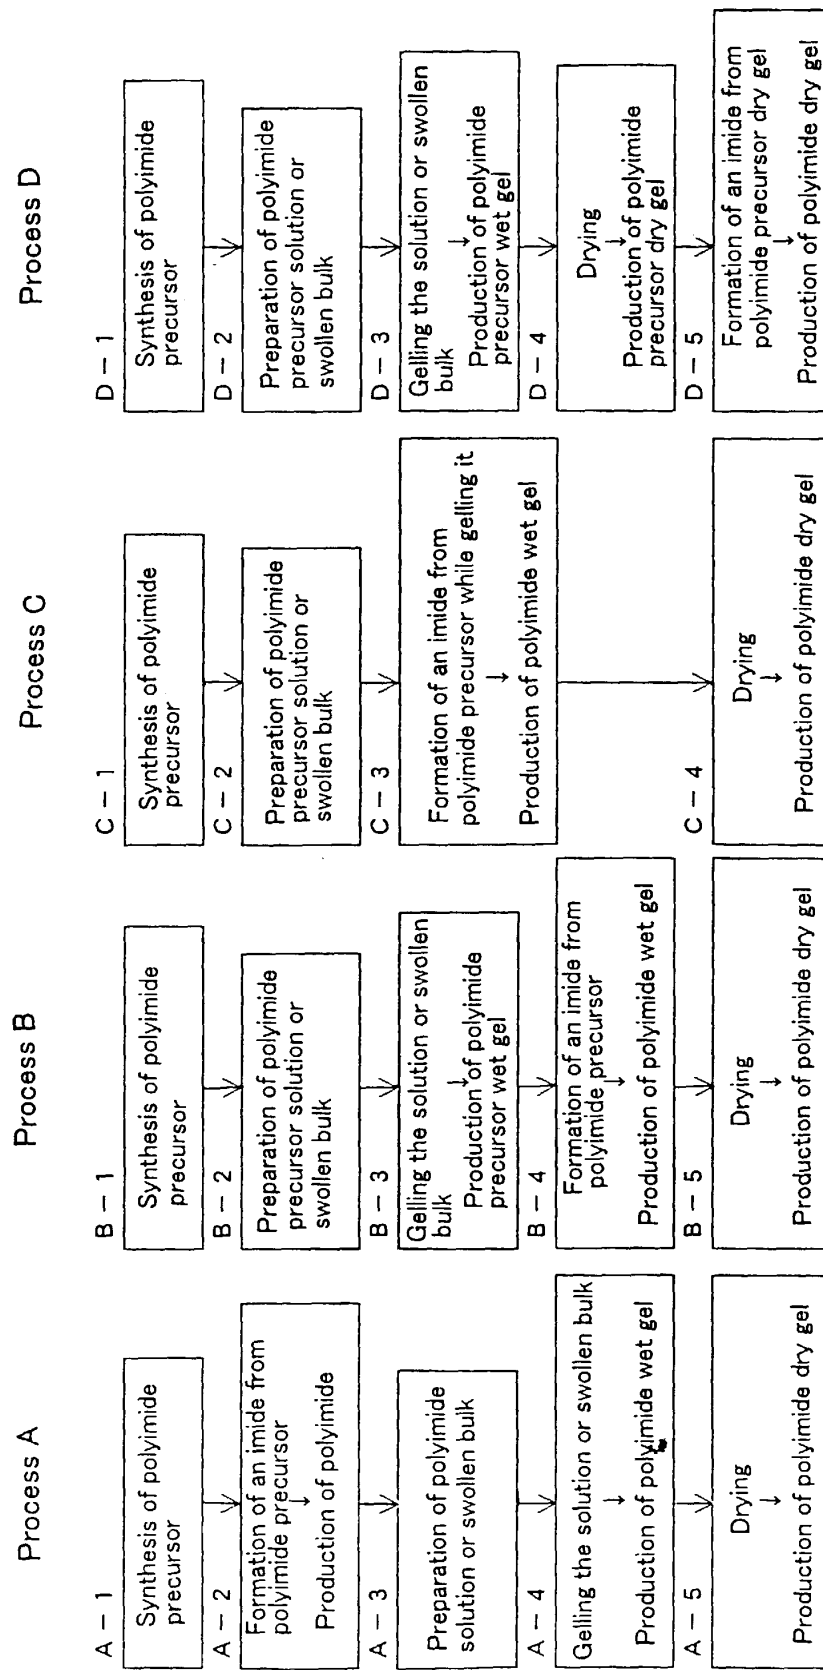 Process A
A – 1
Synthesis of polyimide
precursor
↓
A – 2
Formation of an imide from
polyimide precursor
↓
Production of polyimide
↓
A – 3
Preparation of polyimide
solution or swollen bulk
↓
A – 4
Gelling the solution or swollen bulk
↓
Production of polyimide wet gel
↓
A – 5
Drying
↓
Production of polyimide dry gel
Process B
B – 1
Synthesis of polyimide
precursor
↓
B – 2
Preparation of polyimide
precursor solution or
swollen bulk
↓
B – 3
Gelling the solution or swollen
bulk
↓
Production of polyimide
precursor wet gel
↓
B – 4
Formation of an imide from
polyimide precursor
↓
Production of polyimide wet gel
↓
B – 5
Drying
↓
Production of polyimide dry gel
Process C
C – 1
Synthesis of polyimide
precursor
↓
C – 2
Preparation of polyimide
precursor solution or
swollen bulk
↓
C – 3
Formation of an imide from
polyimide precursor while gelling it
↓
Production of polyimide wet gel
↓
C – 4
Drying
↓
Production of polyimide dry gel
Process D
D – 1
Synthesis of polyimide
precursor
↓
D – 2
Preparation of polyimide
precursor solution or
swollen bulk
↓
D – 3
Gelling the solution or swollen
bulk
↓
Production of polyimide
precursor wet gel
↓
D – 4
Drying
↓
Production of polyimide
precursor dry gel
↓
D – 5
Formation of an imide from
polyimide precursor dry gel
↓
Production of polyimide dry gel